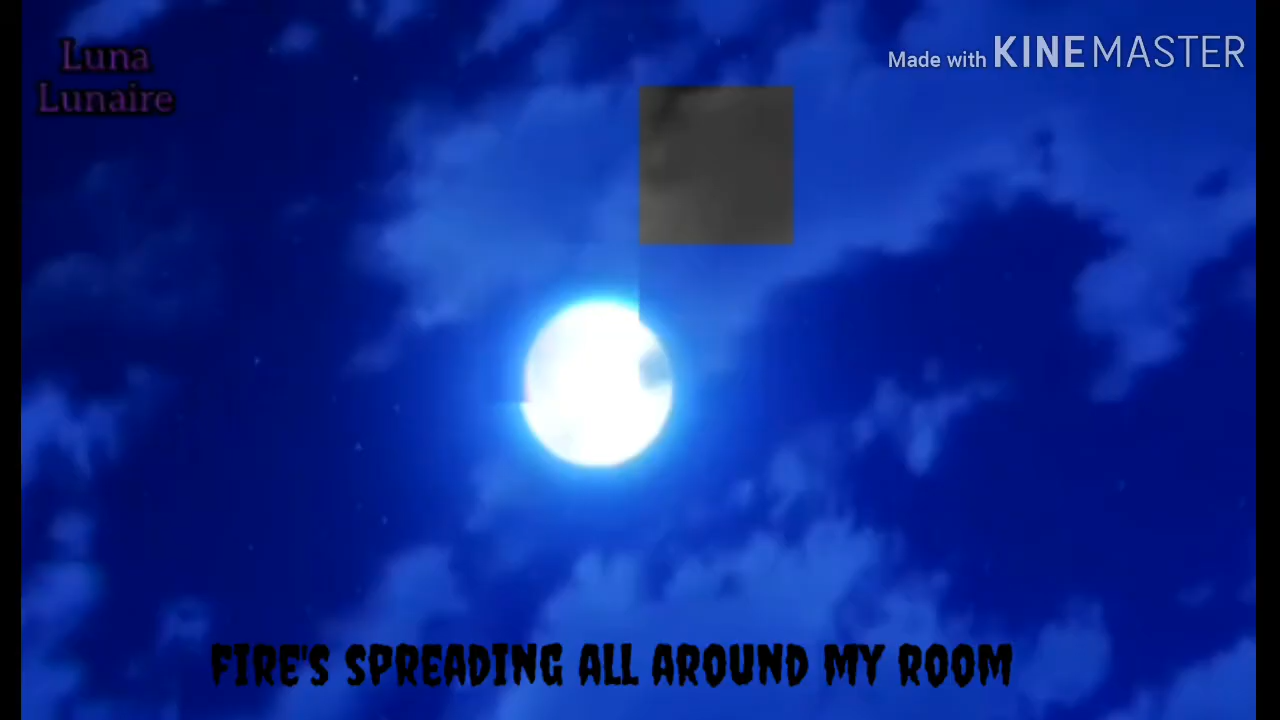 Luna
Lunaire
Made with KINEMASTER
FIRE'S SPREADING ALL AROUND MY ROOM